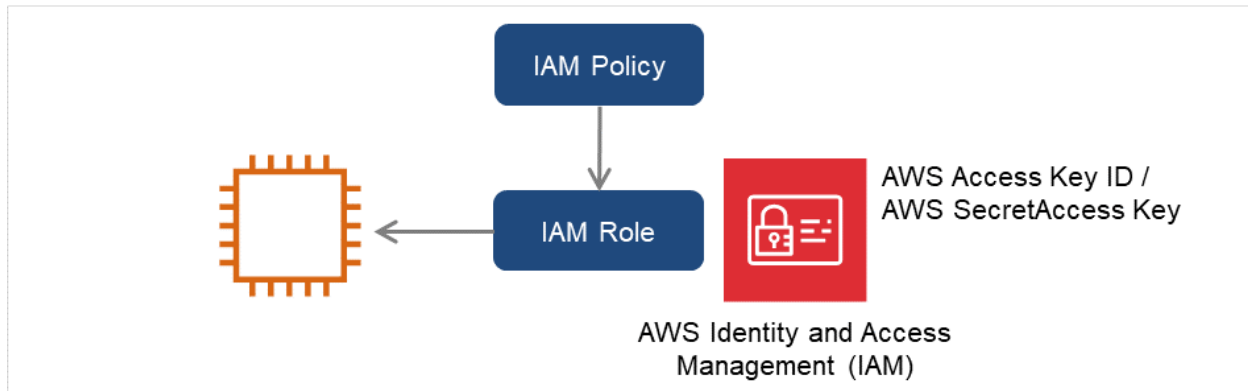 IAM Policy
IAM Role
AWS Access Key ID /
AWS SecretAccess Key
AWS Identity and Access
Management (IAM)